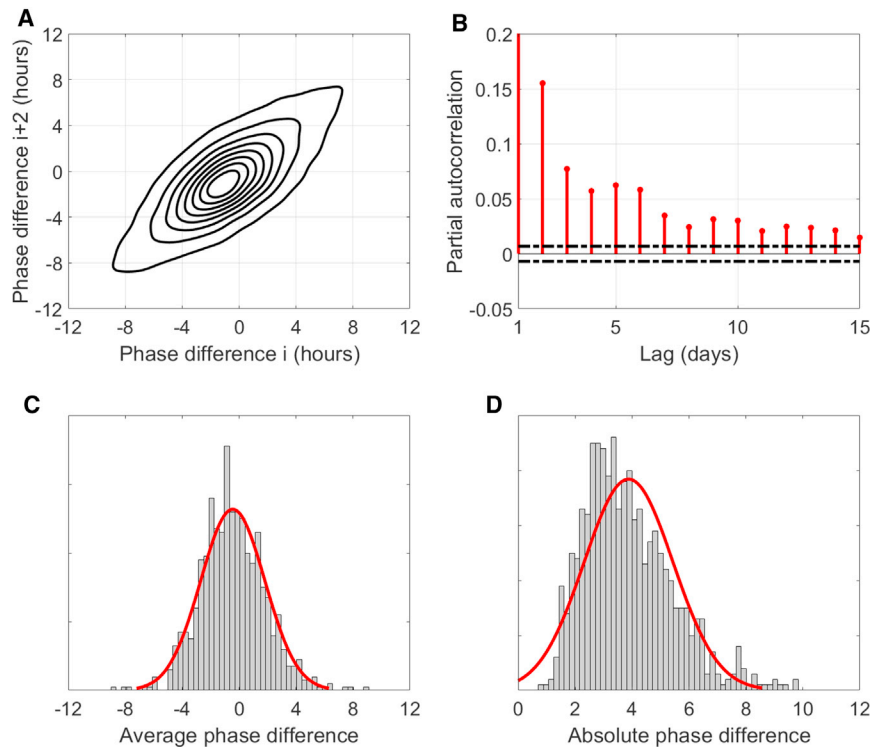 A
12
8
4
0
-4
-8
-12
-12 -8 -4 0 4 8 12
Phase difference i+2 (hours)
Phase difference i (hours)
B
0.2
0.15
0.1
0.05
0
-0.05
1 5 10 15
Partial autocorrelation
Lag (days)
C
-12 -8 -4 0 4 8 12
Average phase difference
D
0 2 4 6 8 10 12
Absolute phase difference